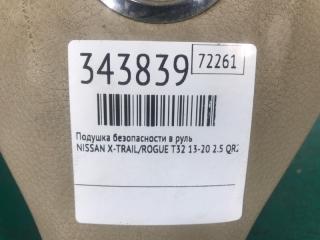 343839 72261
Подушка безопасности в руль
NISSAN X-TRAIL/ROGUE T32 13-20 2.5 QR2